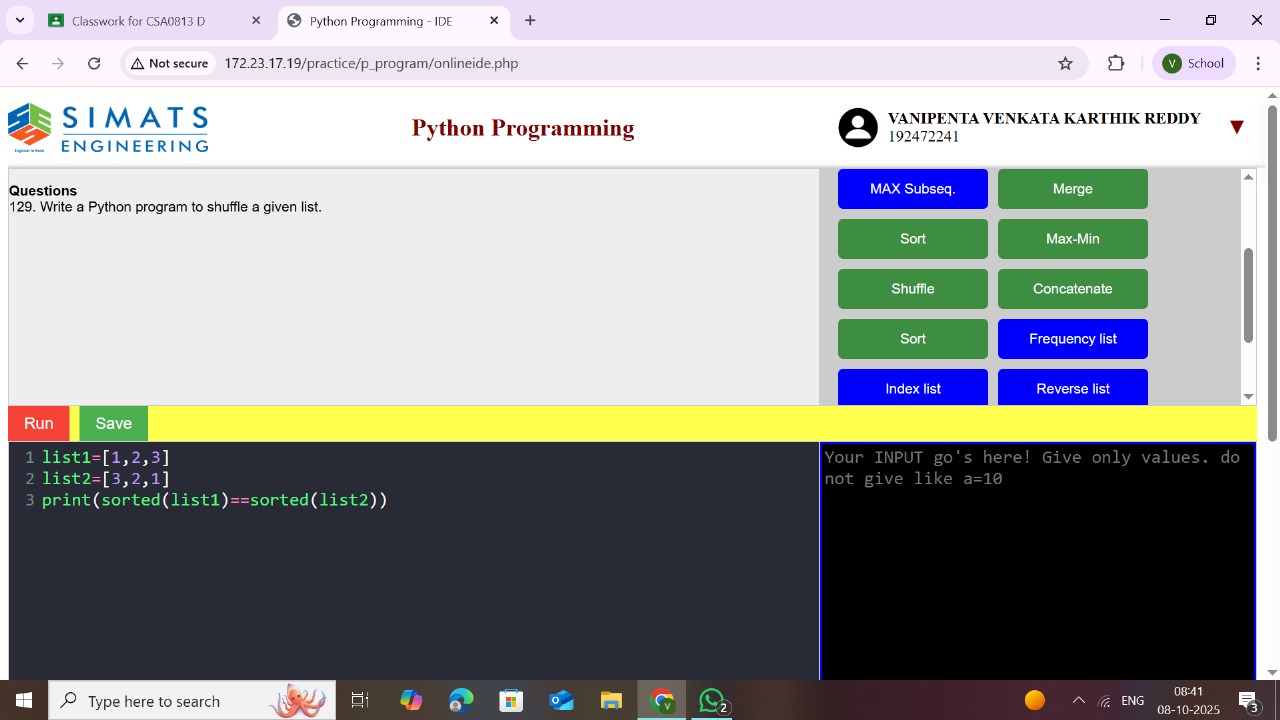 Classwork for CSA0813 D
Python Programming - IDE
Not secure
172.23.17.19/practice/p_program/onlineide.php
V
School
SIMATS
ENGINEERING
Engineer to Excel
Python Programming
VANIPENTA VENKATA KARTHIK REDDY
192472241
Questions
129. Write a Python program to shuffle a given list.
MAX Subseq.
Merge
Sort
Max-Min
Shuffle
Concatenate
Sort
Frequency list
Index list
Reverse list
Run
Save
1 list1=[1,2,3]
2 list2=[3,2,1]
3 print(sorted(list1)==sorted(list2))
Your INPUT go's here! Give only values. do
not give like a=10
Type here to search
V
2
ENG
08:41
08-10-2025
3